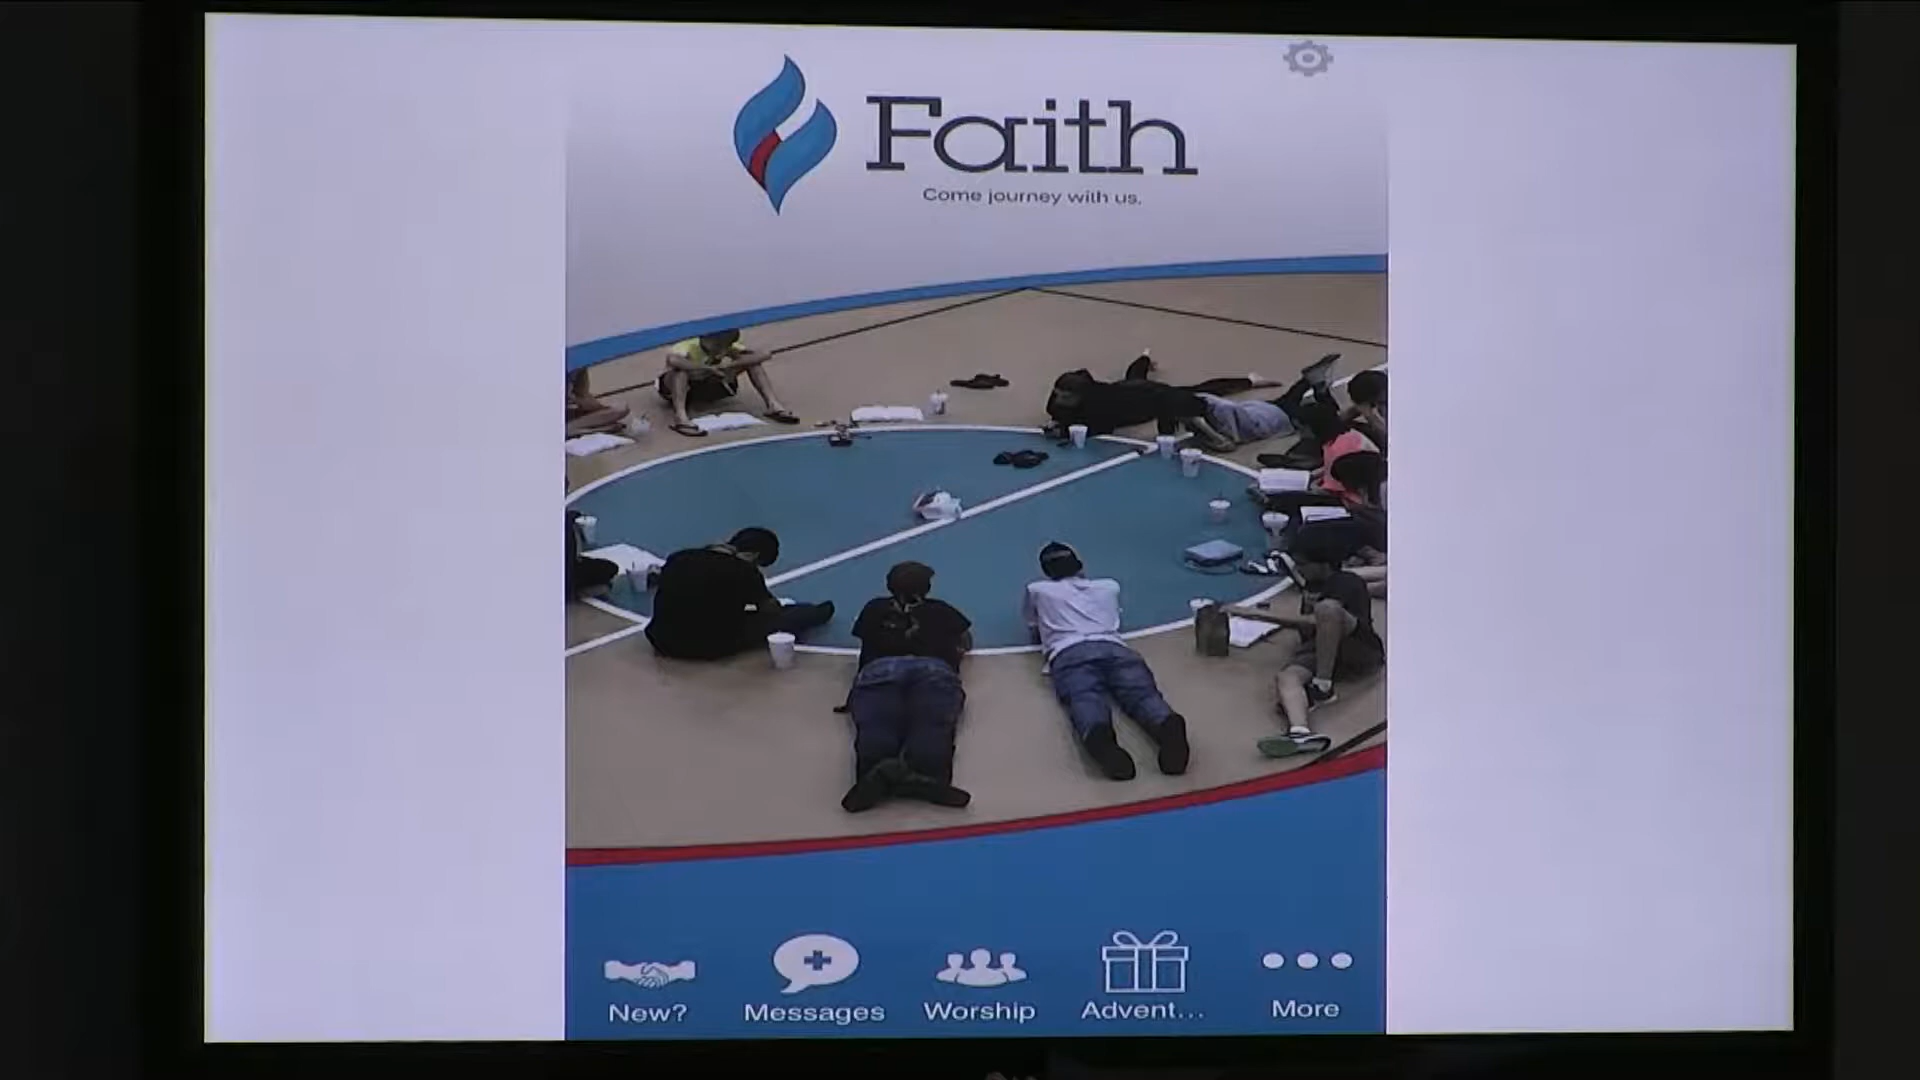 Faith
Come journey with us.
New?
Messages
Worship
Advent...
More